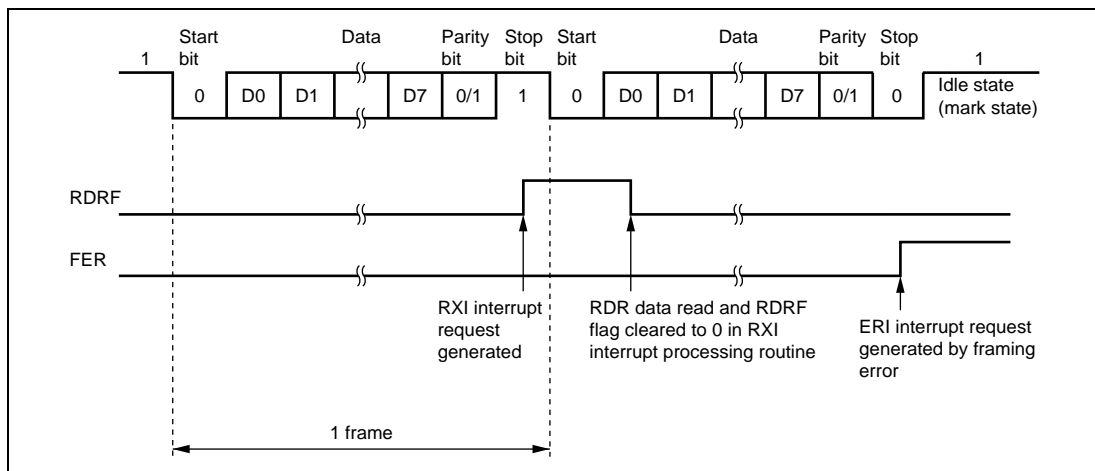 Start bit
Data
Parity bit
Stop bit
Start bit
Data
Parity bit
Stop bit
1
1
0
D0
D1
D7
0/1
1
0
D0
D1
D7
0/1
0
Idle state
(mark state)
RDRF
FER
RXI interrupt
request
generated
RDR data read and RDRF
flag cleared to 0 in RXI
interrupt processing routine
ERI interrupt request
generated by framing
error
1 frame